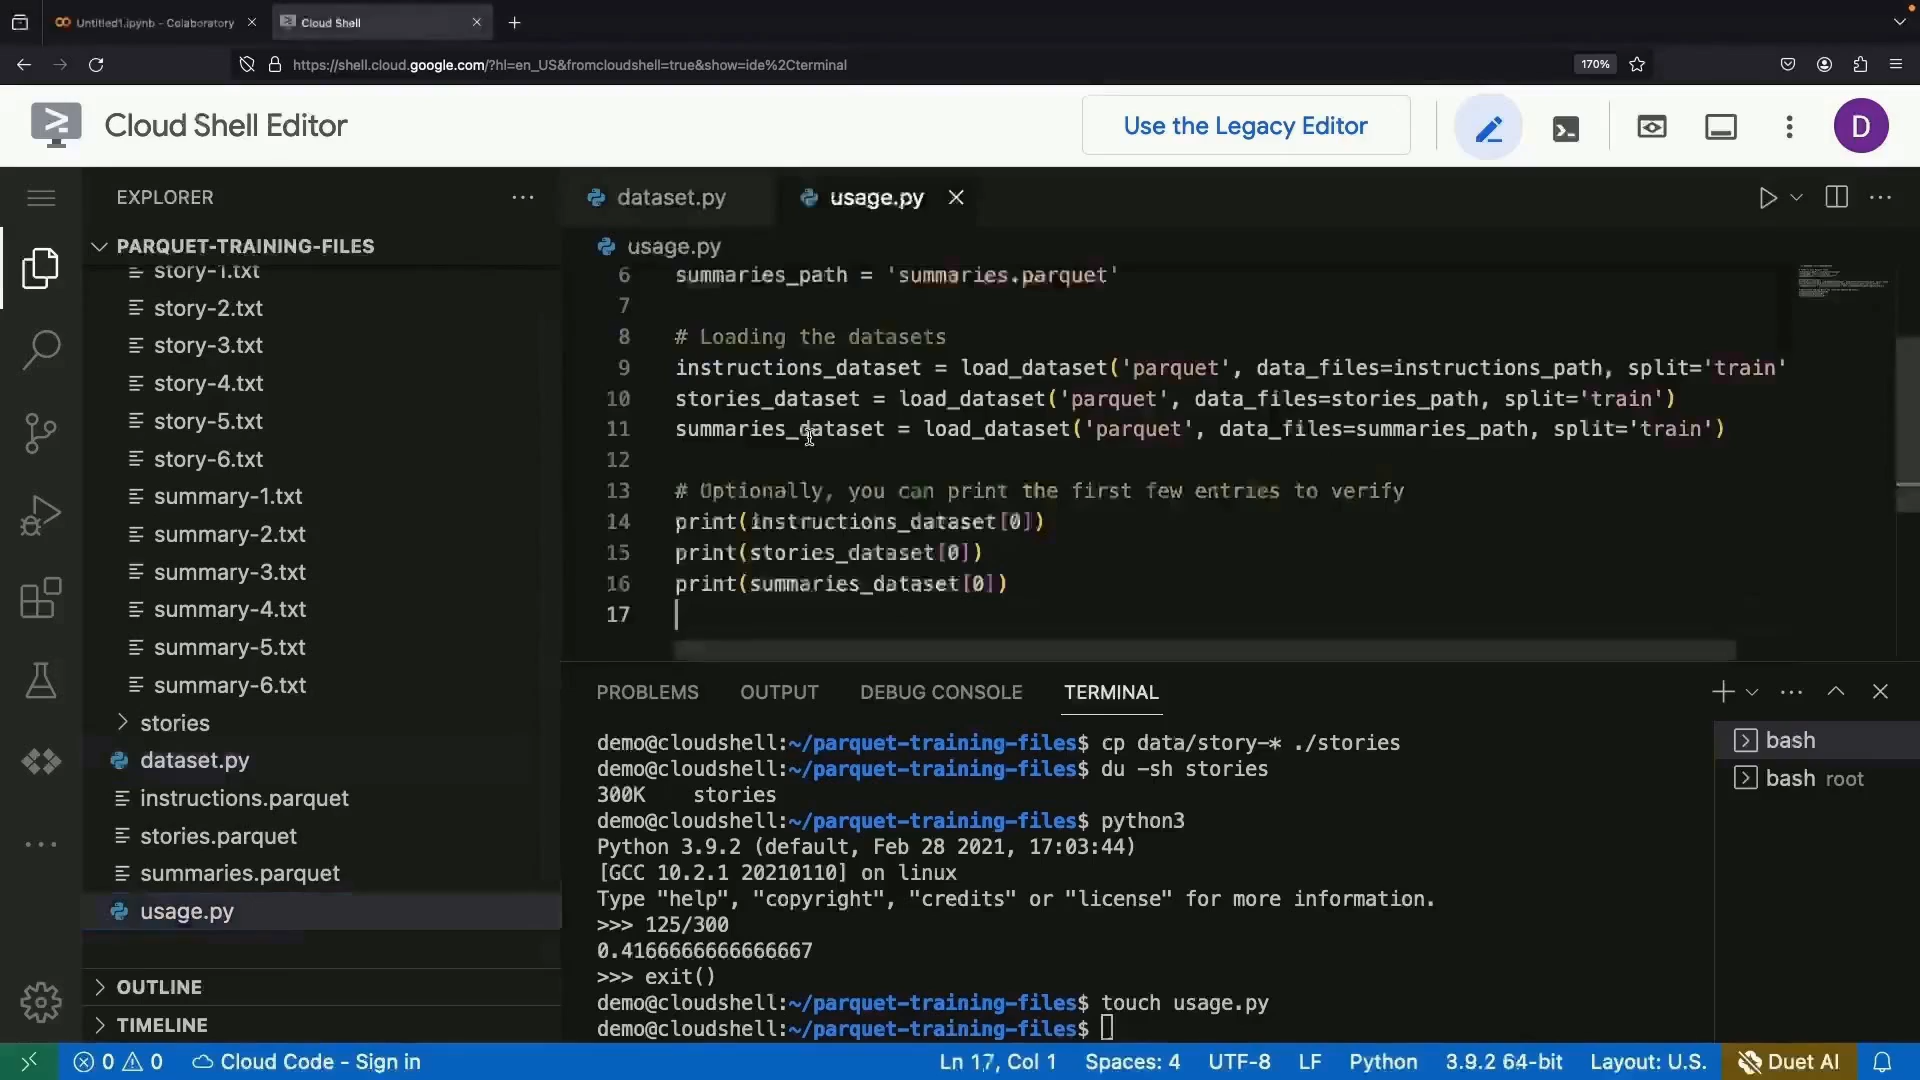 Untitled1.ipynb - Colaboratory
Cloud Shell
https://shell.cloud.google.com/?hl=en_US&fromcloudshell=true&show=ide%2Cterminal
170%
Cloud Shell Editor
Use the Legacy Editor
D
EXPLORER
PARQUET-TRAINING-FILES
story-1.txt
story-2.txt
story-3.txt
story-4.txt
story-5.txt
story-6.txt
summary-1.txt
summary-2.txt
summary-3.txt
summary-4.txt
summary-5.txt
summary-6.txt
stories
dataset.py
instructions.parquet
stories.parquet
summaries.parquet
usage.py
OUTLINE
TIMELINE
dataset.py
usage.py
usage.py
6 summaries_path = 'summaries.parquet'
7
8 # Loading the datasets
9 instructions_dataset = load_dataset('parquet', data_files=instructions_path, split='train'
10 stories_dataset = load_dataset('parquet', data_files=stories_path, split='train')
11 summaries_dataset = load_dataset('parquet', data_files=summaries_path, split='train')
12
13 # Optionally, you can print the first few entries to verify
14 print(instructions_dataset[0])
15 print(stories_dataset[0])
16 print(summaries_dataset[0])
17
PROBLEMS OUTPUT DEBUG CONSOLE TERMINAL
demo@cloudshell:~/parquet-training-files$ cp data/story-* ./stories
demo@cloudshell:~/parquet-training-files$ du -sh stories
300K stories
demo@cloudshell:~/parquet-training-files$ python3
Python 3.9.2 (default, Feb 28 2021, 17:03:44)
[GCC 10.2.1 20210110] on linux
Type "help", "copyright", "credits" or "license" for more information.
>>> 125/300
0.4166666666666667
>>> exit()
demo@cloudshell:~/parquet-training-files$ touch usage.py
demo@cloudshell:~/parquet-training-files$
bash
bash root
0 0 Cloud Code - Sign in
Ln 17, Col 1 Spaces: 4 UTF-8 LF Python 3.9.2 64-bit Layout: U.S. Duet AI